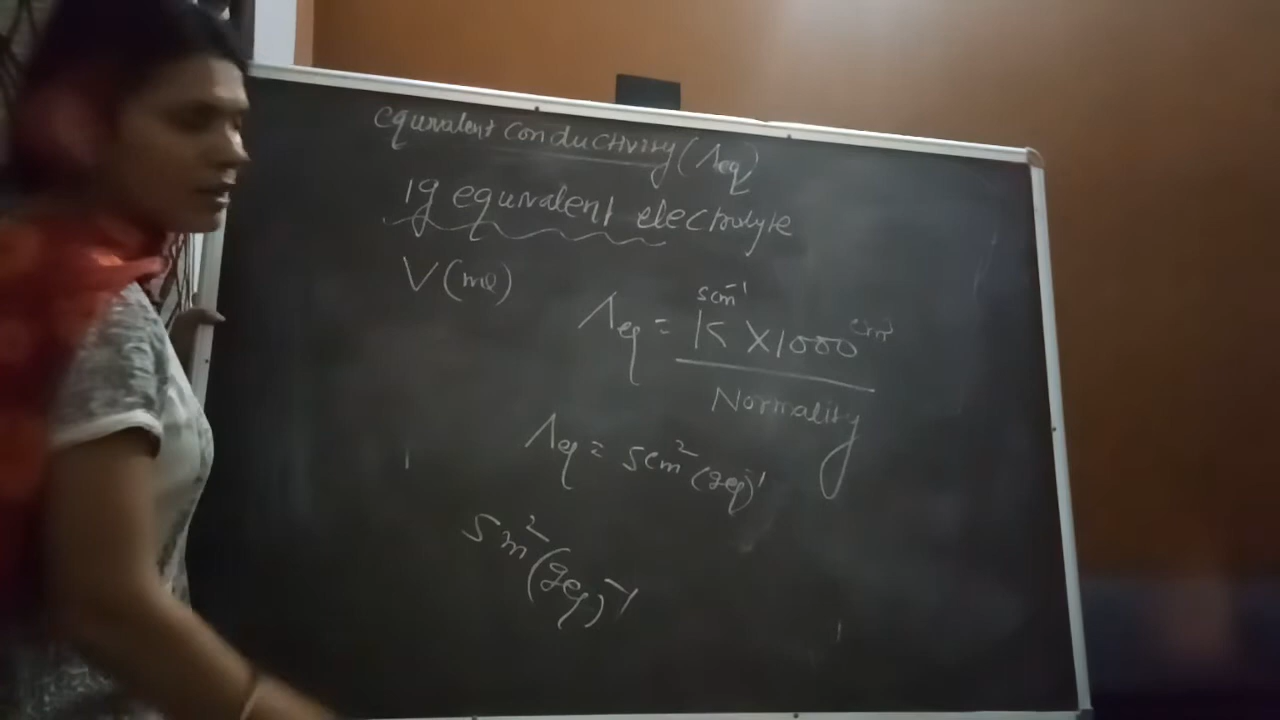 equivalent conductivity (Λeq)
1g equivalent electrolyte
V (ml)
Scm⁻¹
Λeq = K X 1000 cm³
Normality
Λeq = Scm² (geq)⁻¹
Sm² (geq)⁻¹